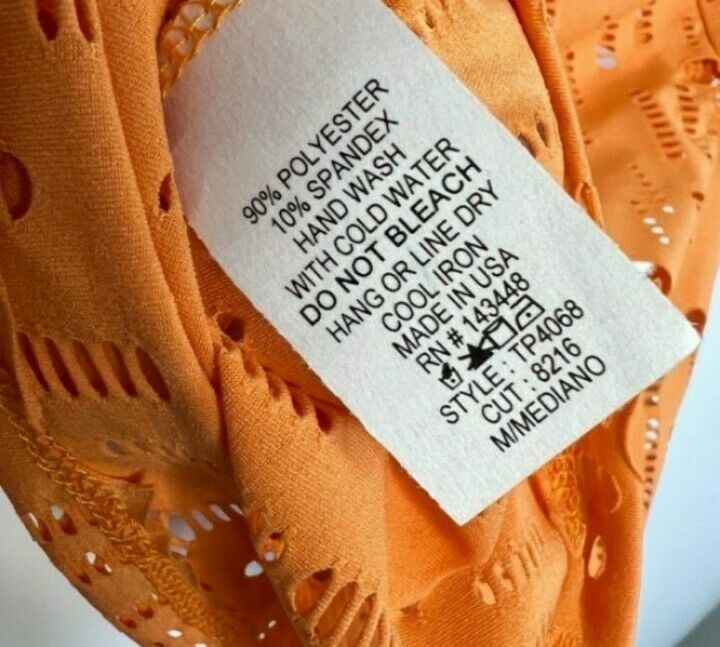 90% POLYESTER
10% SPANDEX
HAND WASH
WITH COLD WATER
DO NOT BLEACH
HANG OR LINE DRY
COOL IRON
MADE IN USA
RN # 143448
STYLE : TP4068
CUT : 8216
M/MEDIANO